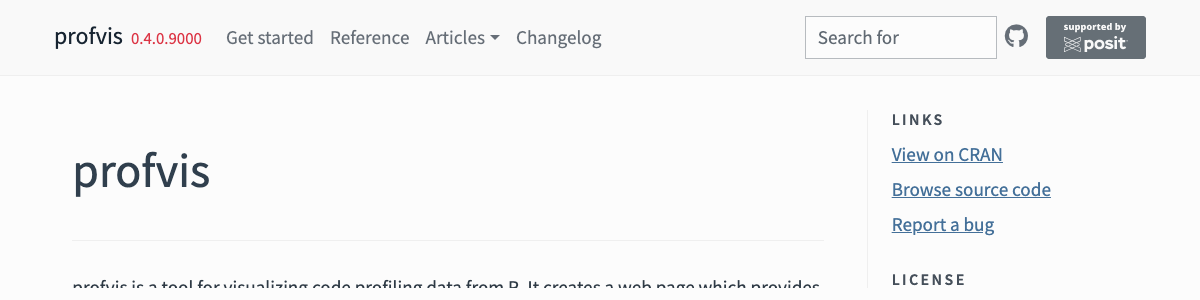 profvis 0.4.0.9000 Get started Reference Articles Changelog Search for supported by posit
profvis
profvis is a tool for visualizing code profiling data from R. It creates a web page which provides
LINKS
View on CRAN
Browse source code
Report a bug
LICENSE